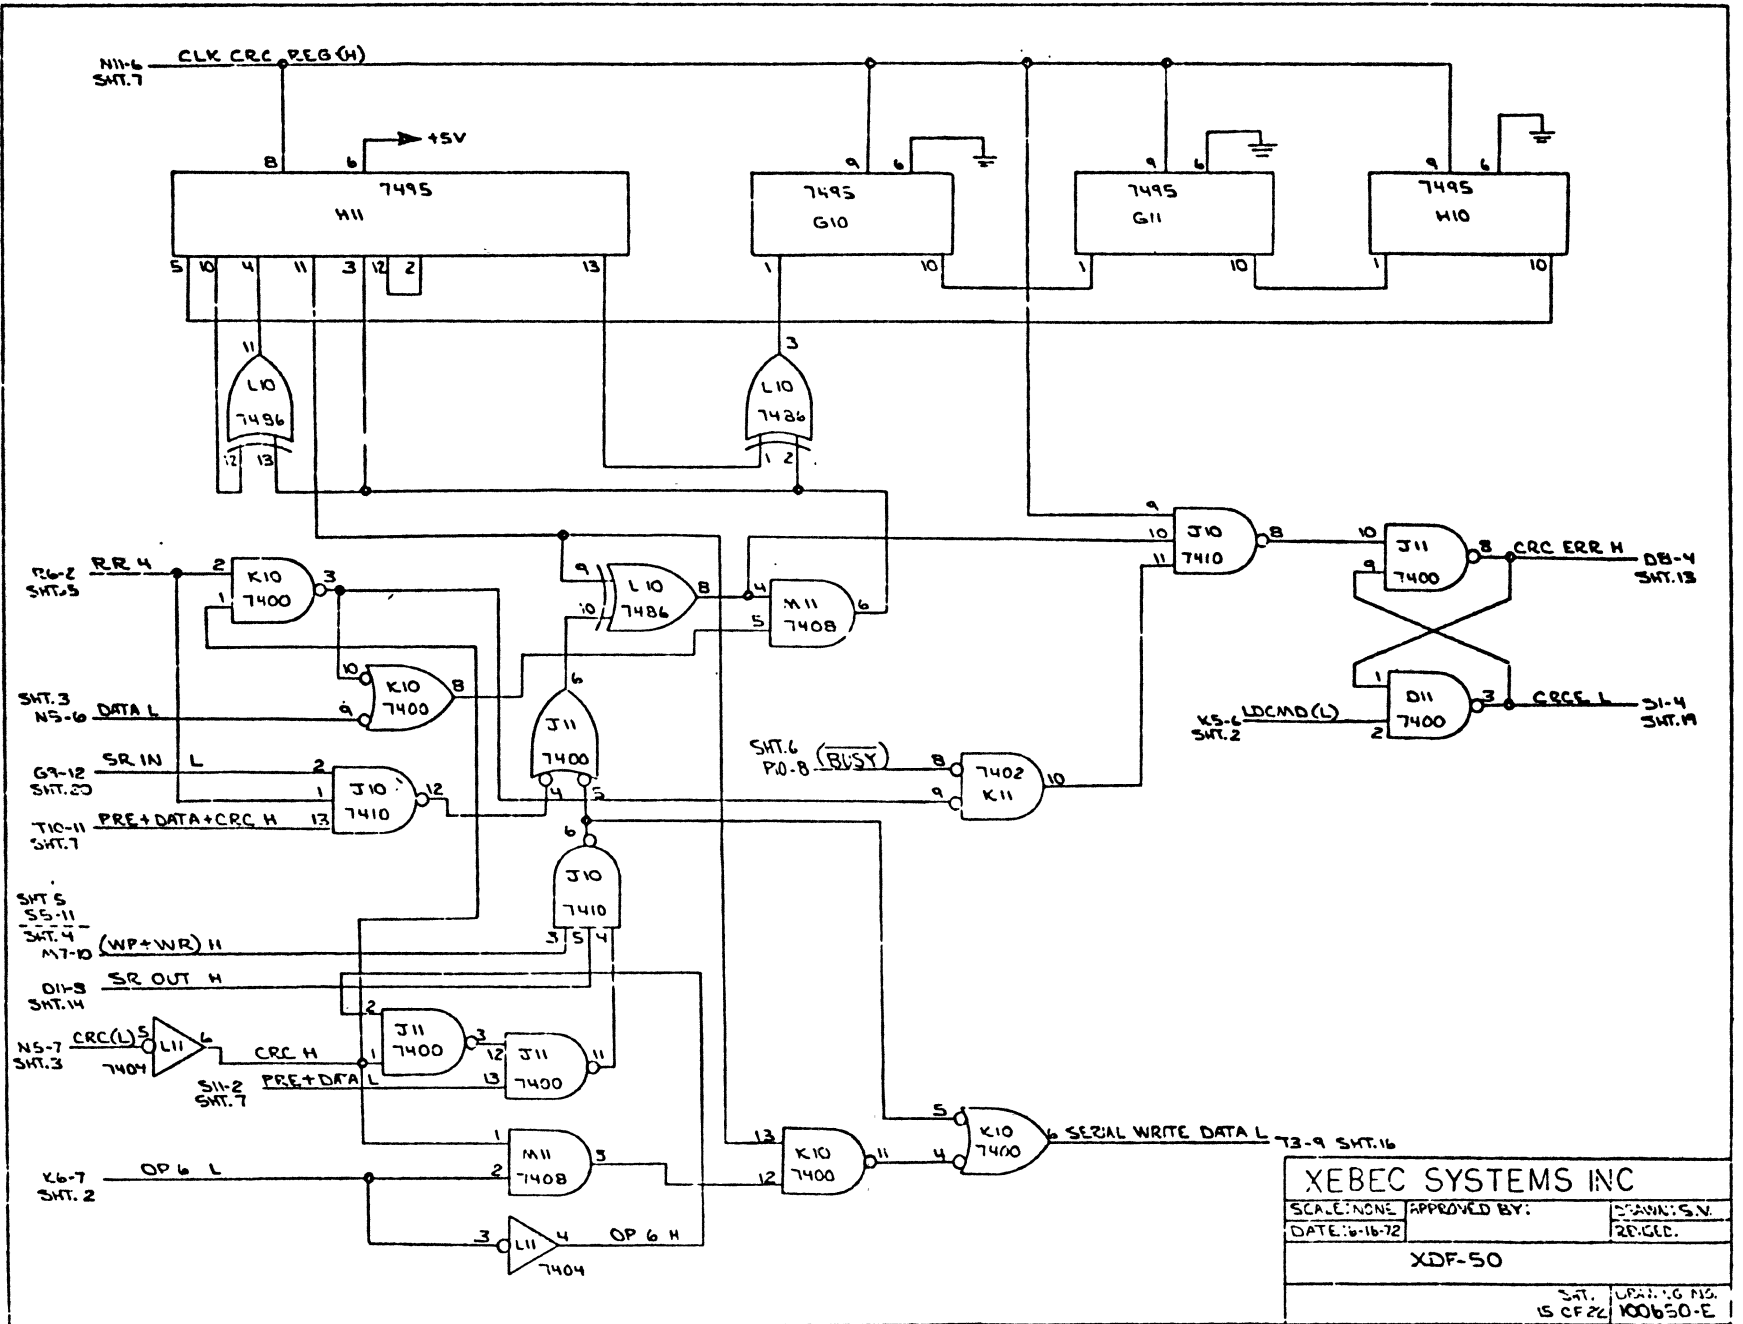 CLK CRC REG (H)
N11-6
SHT.7
+5V
8
6
7495
H11
5
10
4
11
3
12
2
13
9
6
7495
G10
1
10
9
6
7495
G11
1
10
9
6
7495
H10
1
10
11
L10
7486
12
13
3
L10
7486
1
2
RR 4
SHT.5
2
1
K10
7400
3
9
10
L10
7486
8
4
5
M11
7408
6
9
10
11
J10
7410
8
10
9
J11
7400
8
CRC ERR H
SHT.13
SHT.3
N5-6
DATA L
10
9
K10
7400
8
6
J11
7400
4
1
D11
7400
2
3
CRCE L
S1-4
SHT.19
K5-6
SHT.2
LDCMD(L)
G9-12
SR IN L
2
1
13
J10
7410
12
T10-11
SHT.7
PRE+DATA+CRC H
SHT.6
P10-8
(BUSY)
8
9
7402
K11
10
6
J10
7410
3
5
4
SHT 5
S5-11
SHT.4
M7-10
(WP+WR) H
SR OUT H
SHT.14
N5-7
SHT.3
CRC(L)
5
L11
6
7404
CRC H
2
1
J11
7400
3
12
13
J11
7400
11
S11-2
SHT.7
PRE+DATA L
K6-7
SHT. 2
OP 6 L
1
2
M11
7408
3
3
L11
4
7404
OP 6 H
13
12
K10
7400
11
5
4
K10
7400
6
SERIAL WRITE DATA L
T3-9 SHT.16
XEBEC SYSTEMS INC
SCALE: NONE
APPROVED BY:
DRAWN: S.V.
DATE: 6-16-72
XDF-50
SHT.
15 OF 22
100650-E